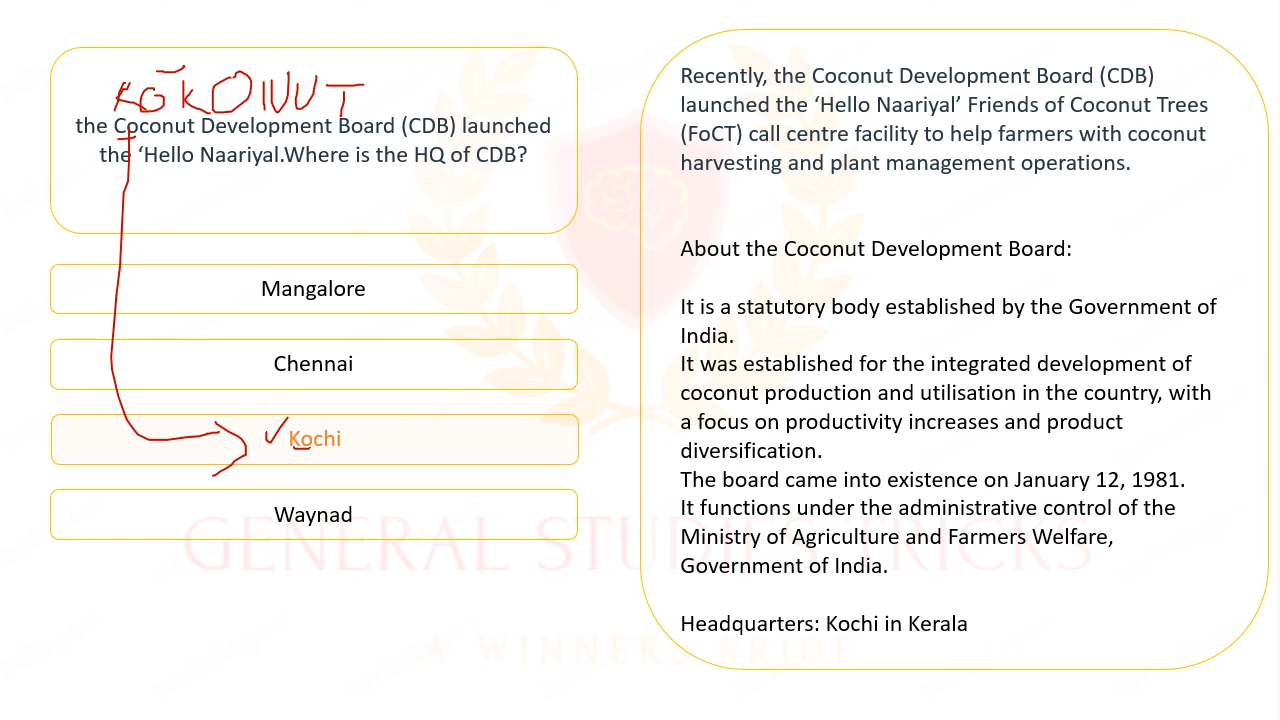 KOKONUT
the Coconut Development Board (CDB) launched
the ‘Hello Naariyal.Where is the HQ of CDB?
Mangalore
Chennai
Kochi
Waynad
Recently, the Coconut Development Board (CDB)
launched the ‘Hello Naariyal’ Friends of Coconut Trees
(FoCT) call centre facility to help farmers with coconut
harvesting and plant management operations.
About the Coconut Development Board:
It is a statutory body established by the Government of
India.
It was established for the integrated development of
coconut production and utilisation in the country, with
a focus on productivity increases and product
diversification.
The board came into existence on January 12, 1981.
It functions under the administrative control of the
Ministry of Agriculture and Farmers Welfare,
Government of India.
Headquarters: Kochi in Kerala
GENERAL STUDIES TRICKS
A WINNERS PRIDE